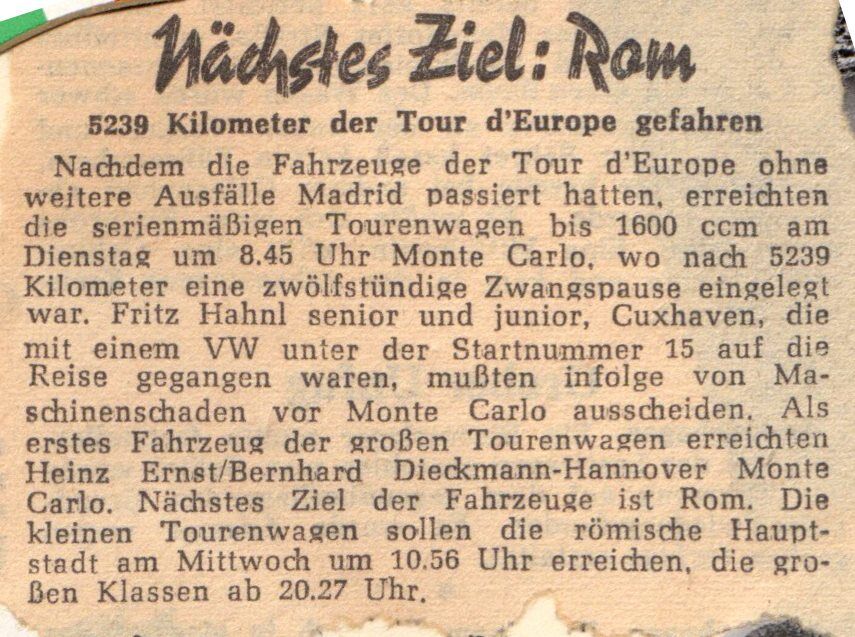 Nächstes Ziel: Rom
5239 Kilometer der Tour d'Europe gefahren
Nachdem die Fahrzeuge der Tour d'Europe ohne
weitere Ausfälle Madrid passiert hatten, erreichten
die serienmäßigen Tourenwagen bis 1600 ccm am
Dienstag um 8.45 Uhr Monte Carlo, wo nach 5239
Kilometer eine zwölfstündige Zwangspause eingelegt
war. Fritz Hahnl senior und junior, Cuxhaven, die
mit einem VW unter der Startnummer 15 auf die
Reise gegangen waren, mußten infolge von Ma-
schinenschaden vor Monte Carlo ausscheiden. Als
erstes Fahrzeug der großen Tourenwagen erreichten
Heinz Ernst/Bernhard Dieckmann-Hannover Monte
Carlo. Nächstes Ziel der Fahrzeuge ist Rom. Die
kleinen Tourenwagen sollen die römische Haupt-
stadt am Mittwoch um 10.56 Uhr erreichen, die gro-
ßen Klassen ab 20.27 Uhr.